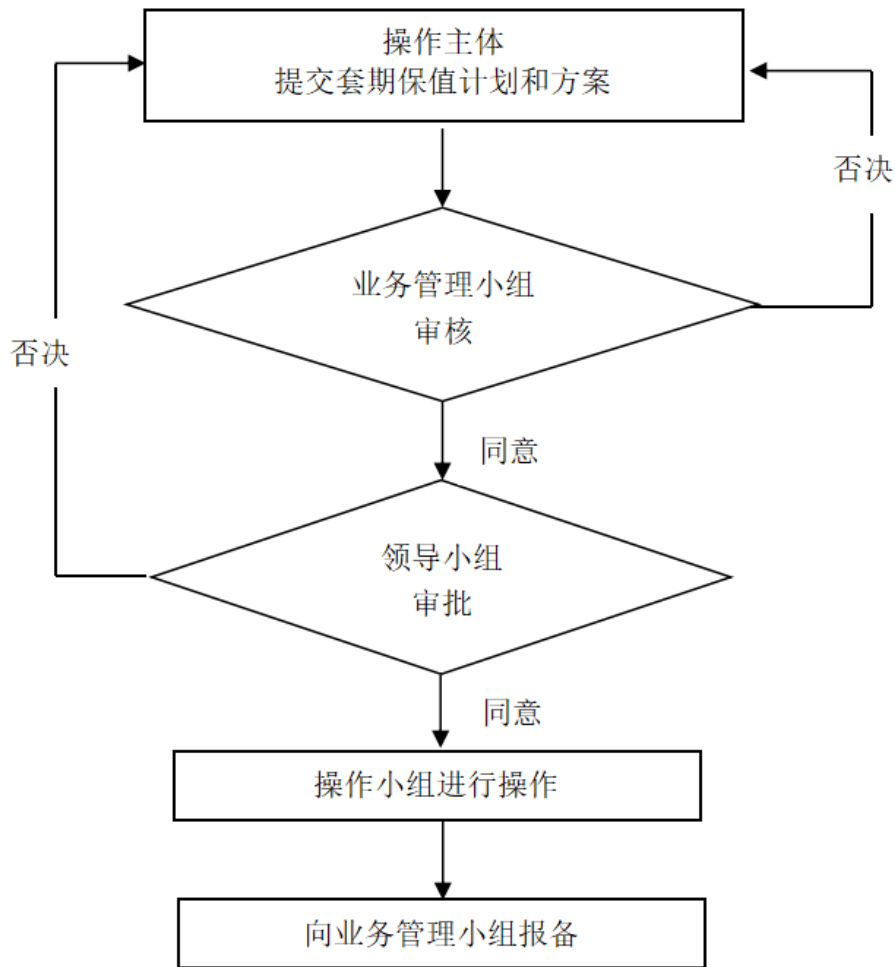 操作主体
提交套期保值计划和方案
否决
业务管理小组
审核
否决
同意
领导小组
审批
同意
操作小组进行操作
向业务管理小组报备